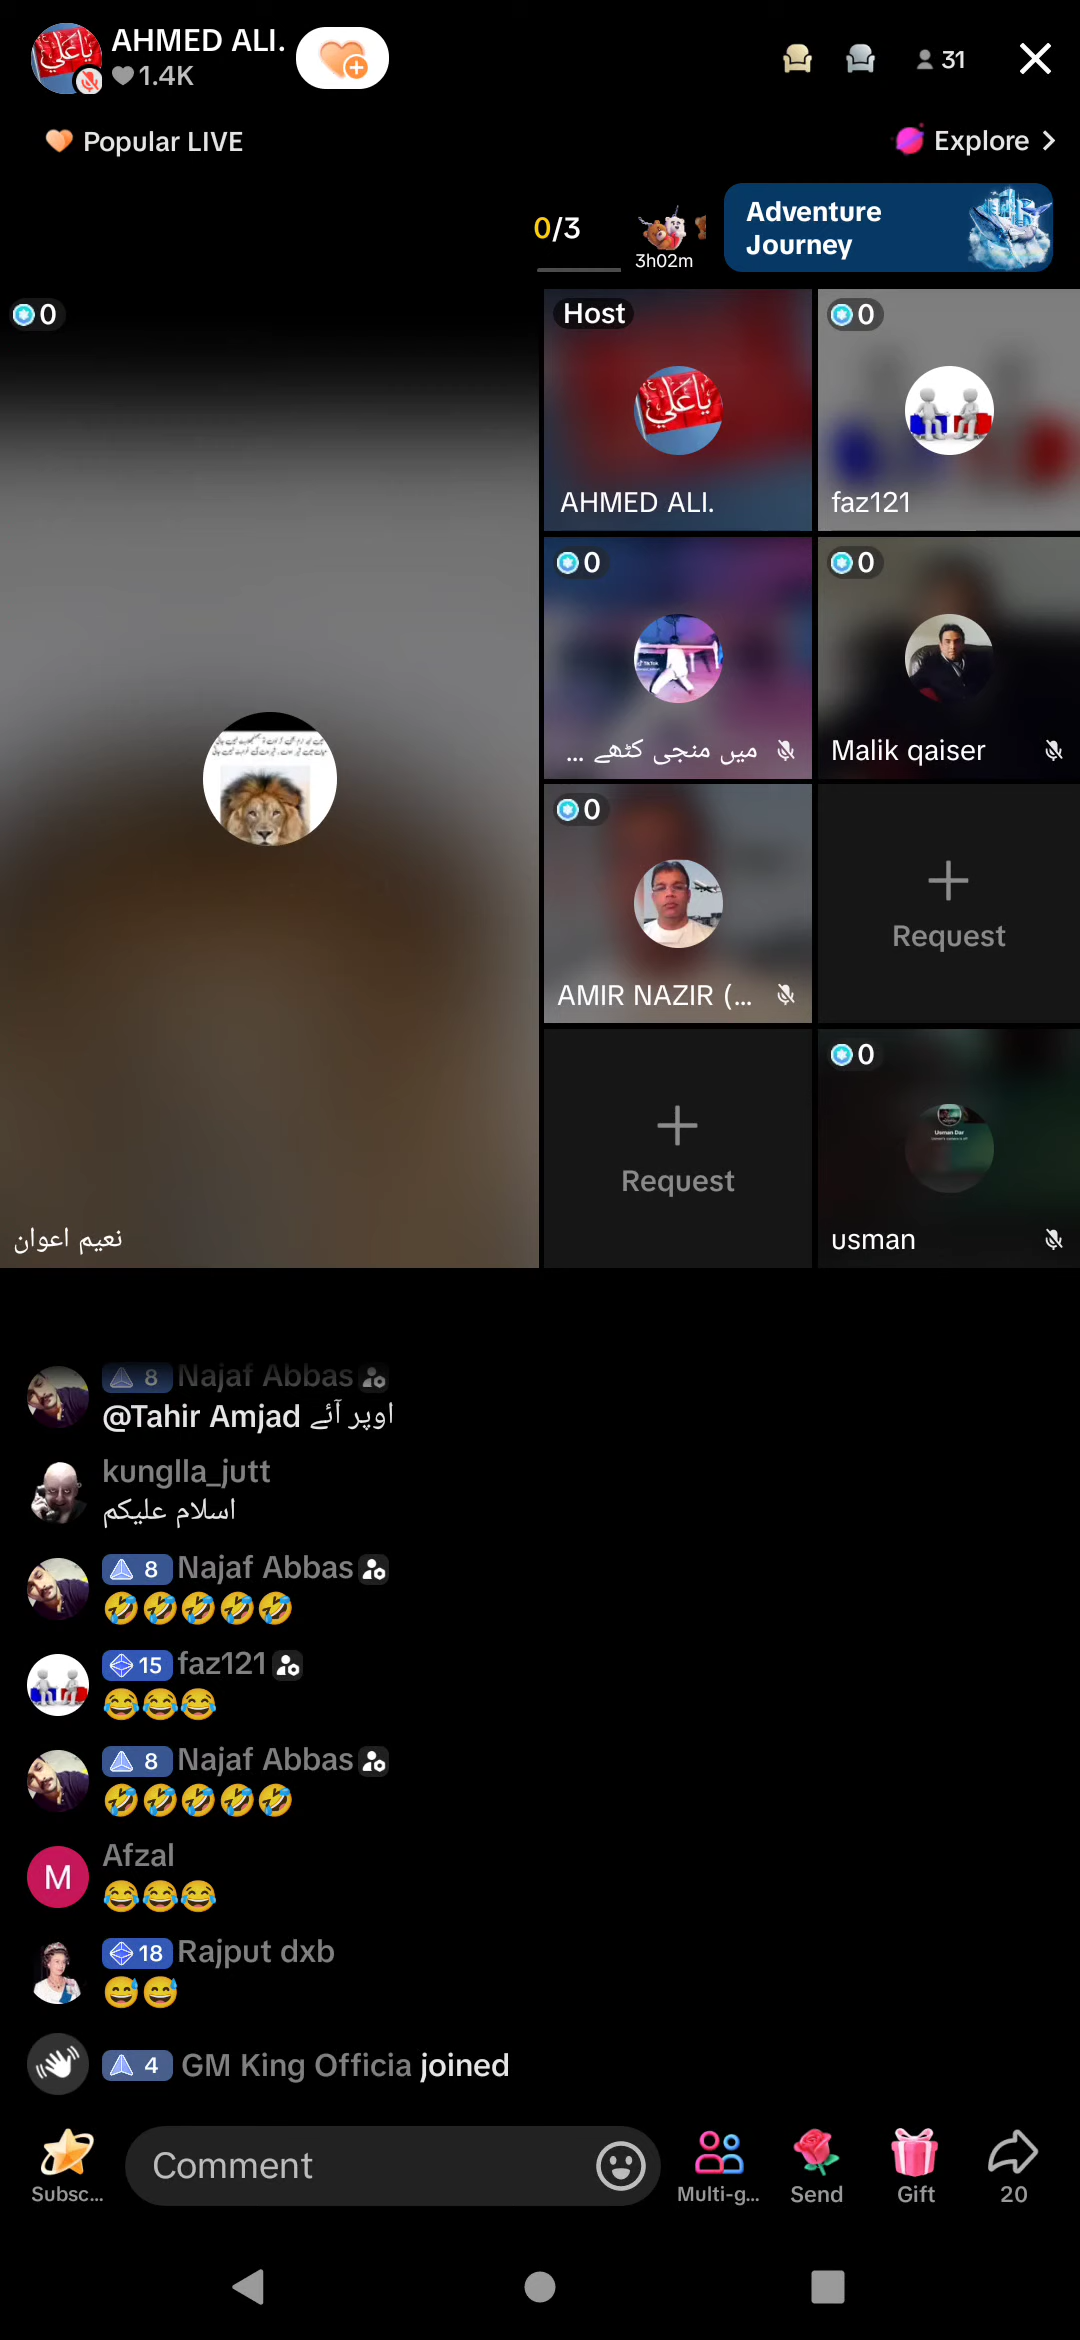 AHMED ALI.
1.4K
31
Popular LIVE
Explore
0/3
3h02m
Adventure
Journey
0
Host
ياعلي
AHMED ALI.
0
faz121
0
میں منجی کٹھے ...
0
Malik qaiser
0
AMIR NAZIR (...
Request
Request
0
Usman Dar
usman
نعیم اعوان
8 Najaf Abbas
@Tahir Amjad اوپر آئے
kunglla_jutt
اسلام علیکم
8 Najaf Abbas
🤣🤣🤣🤣🤣
15 faz121
😂😂😂
8 Najaf Abbas
🤣🤣🤣🤣🤣
M
Afzal
😂😂😂
18 Rajput dxb
😅😅
4 GM King Officia joined
Subsc...
Comment
Multi-g...
Send
Gift
20